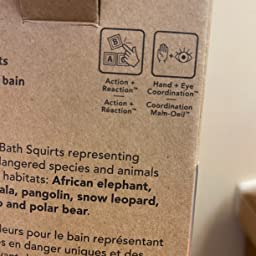 ts
bain
B
A C
Action +
Reaction™
Action +
Réaction™
Hand + Eye
Coordination™
Coordination
Main-Oeil™
Bath Squirts representing
dangered species and animals
habitats: African elephant,
ala, pangolin, snow leopard,
o and polar bear.
leurs pour le bain représentant
es en danger uniques et des